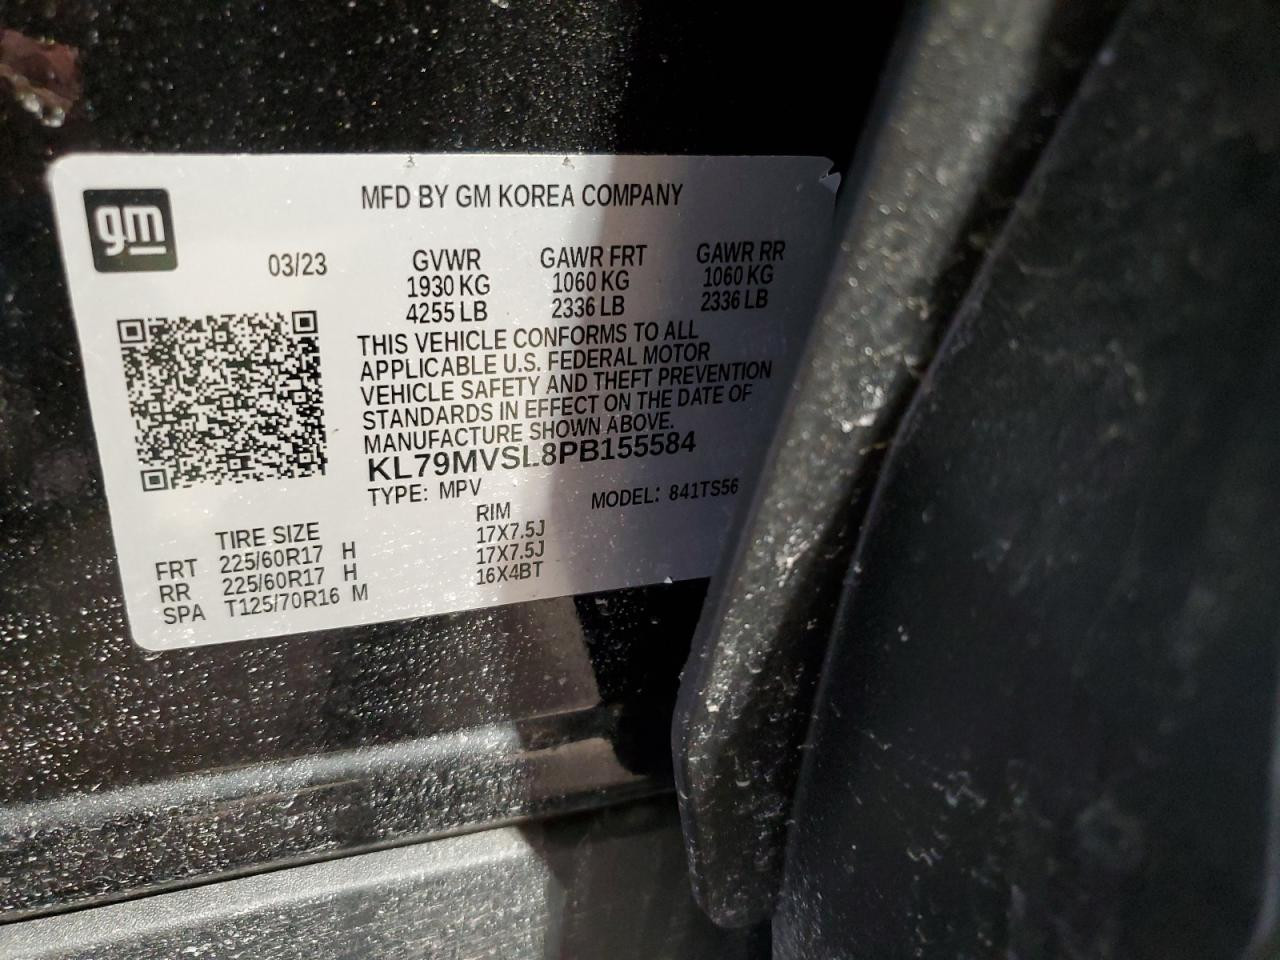 gm
MFD BY GM KOREA COMPANY
03/23 GVWR GAWR FRT GAWR RR
1930 KG 1060 KG 1060 KG
4255 LB 2336 LB 2336 LB
THIS VEHICLE CONFORMS TO ALL
APPLICABLE U.S. FEDERAL MOTOR
VEHICLE SAFETY AND THEFT PREVENTION
STANDARDS IN EFFECT ON THE DATE OF
MANUFACTURE SHOWN ABOVE.
KL79MVSL8PB155584
TYPE: MPV MODEL: 841TS56
TIRE SIZE RIM
FRT 225/60R17 H 17X7.5J
RR 225/60R17 H 17X7.5J
SPA T125/70R16 M 16X4BT